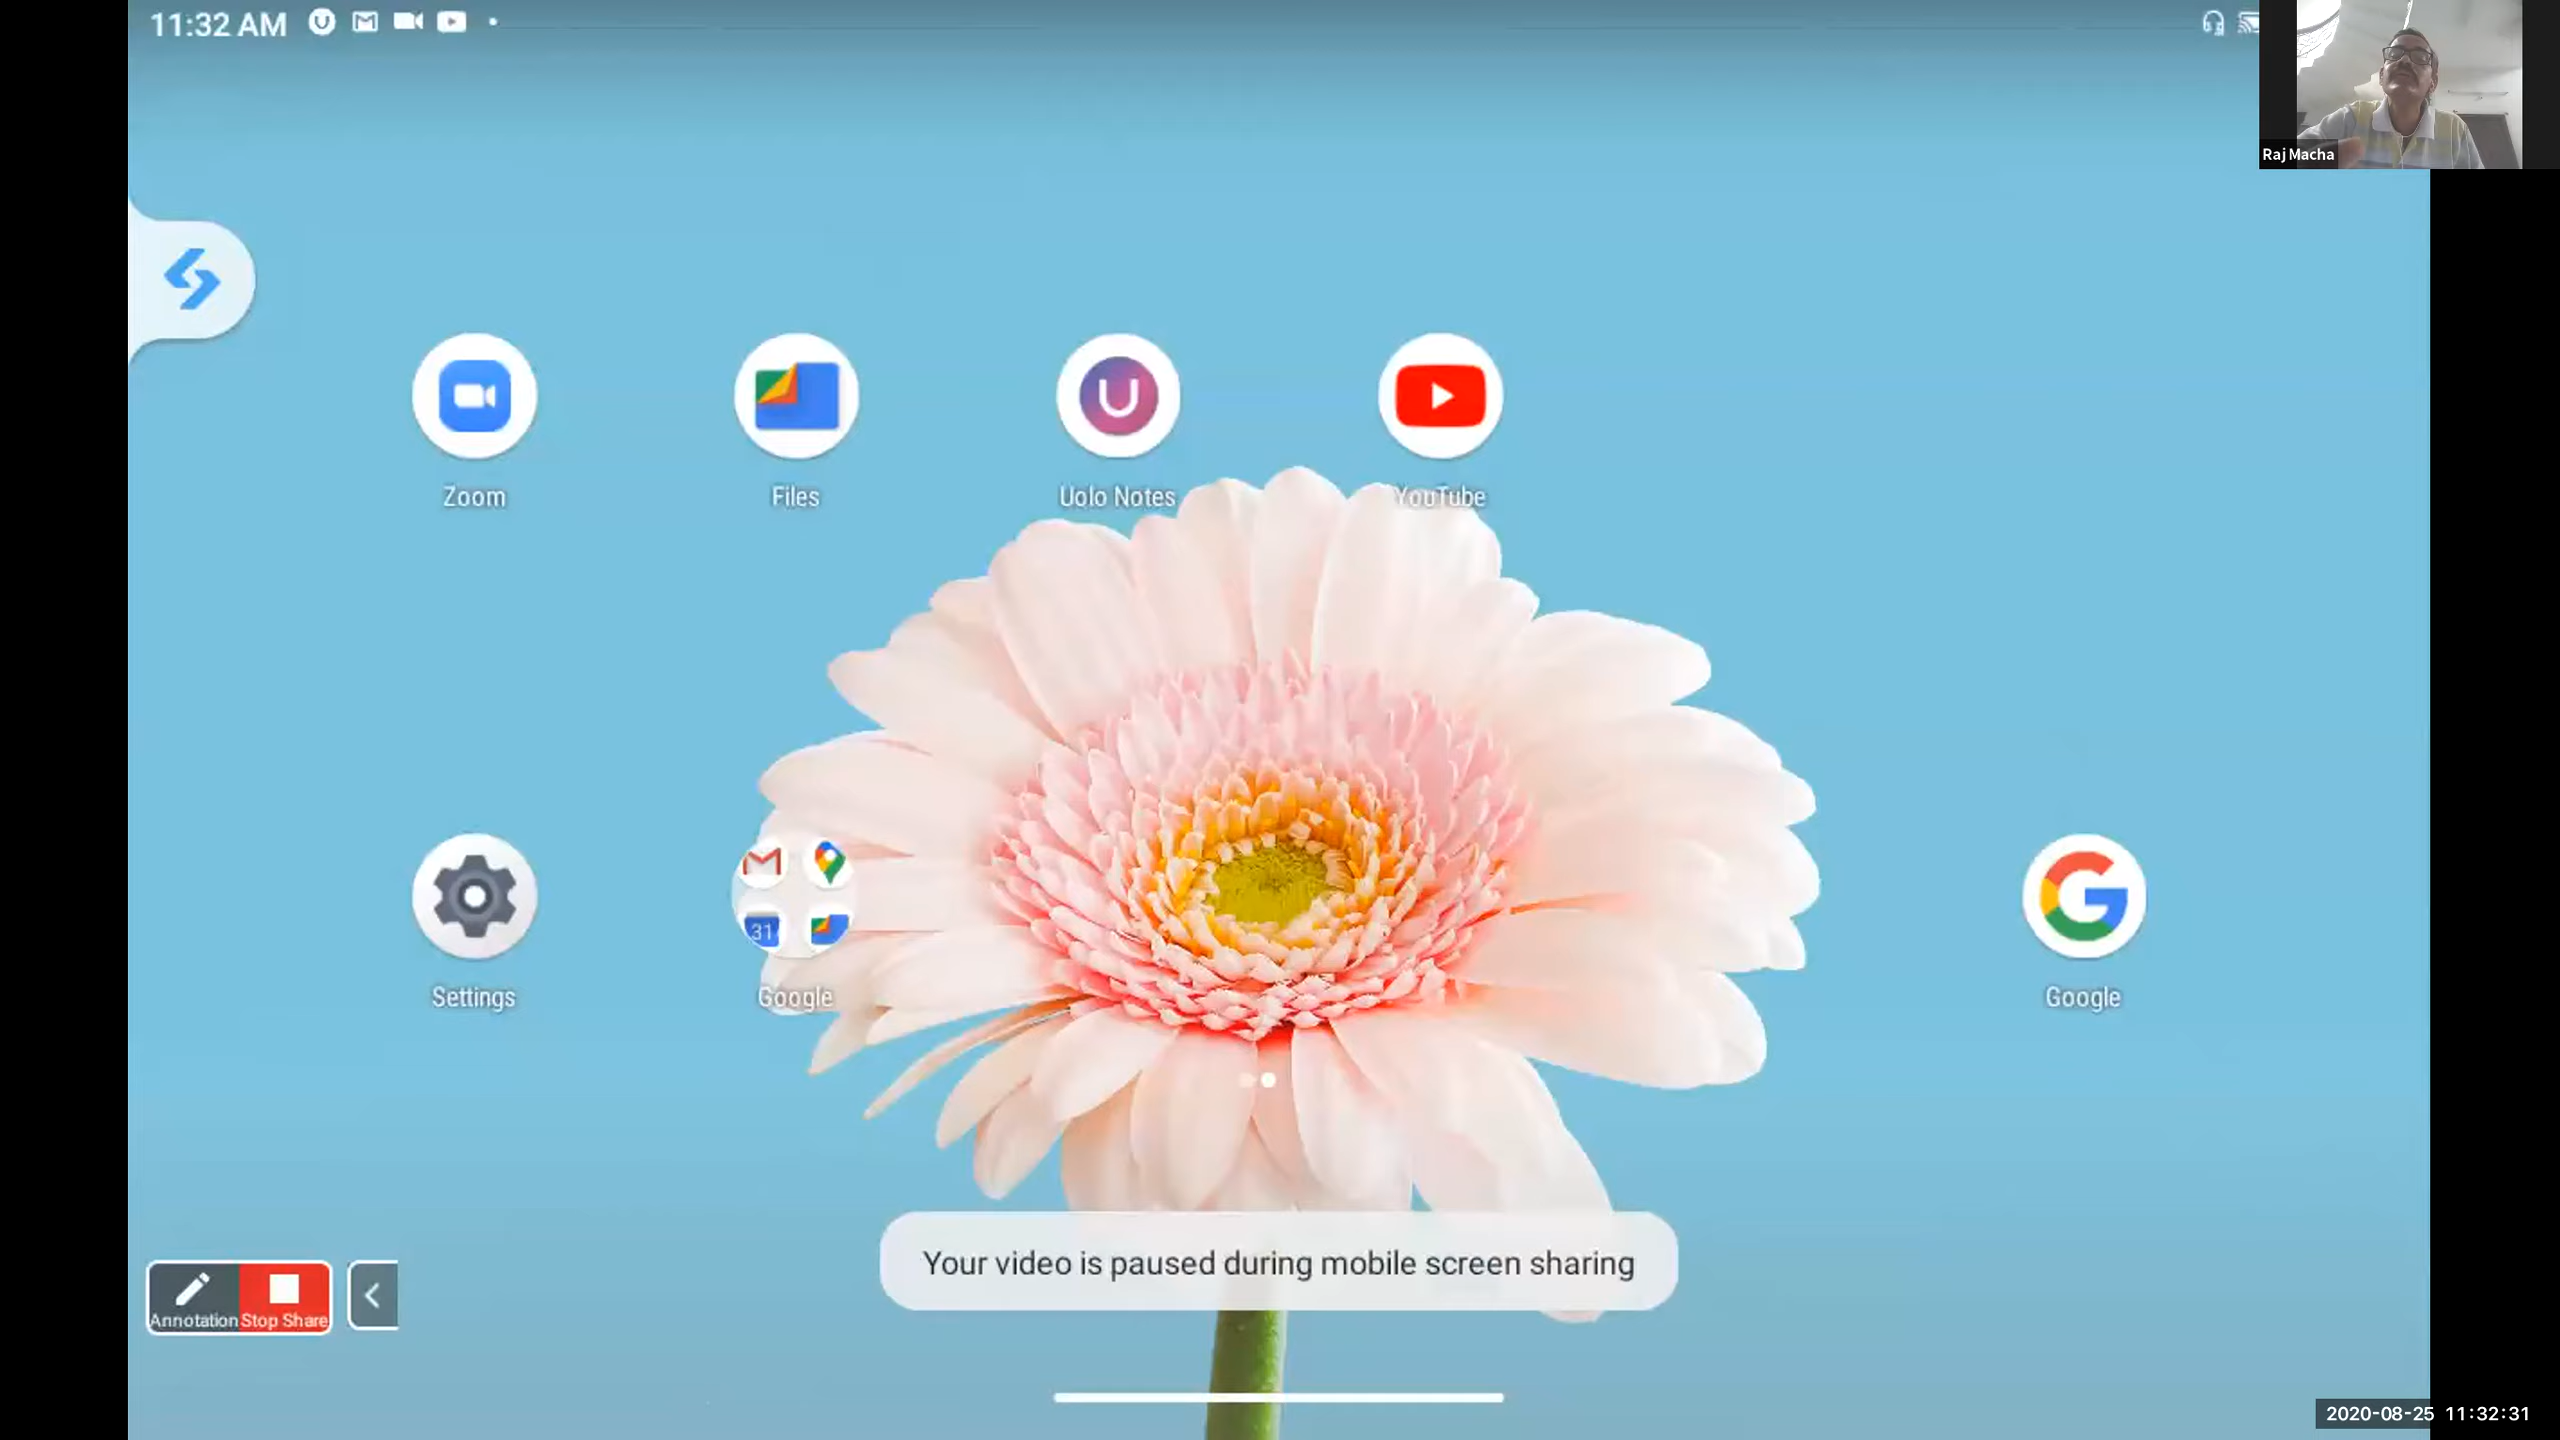 11:32 AM
Raj Macha
Zoom
Files
Uolo Notes
YouTube
31
Settings
Google
Google
Your video is paused during mobile screen sharing
Annotation
Stop Share
2020-08-25 11:32:31